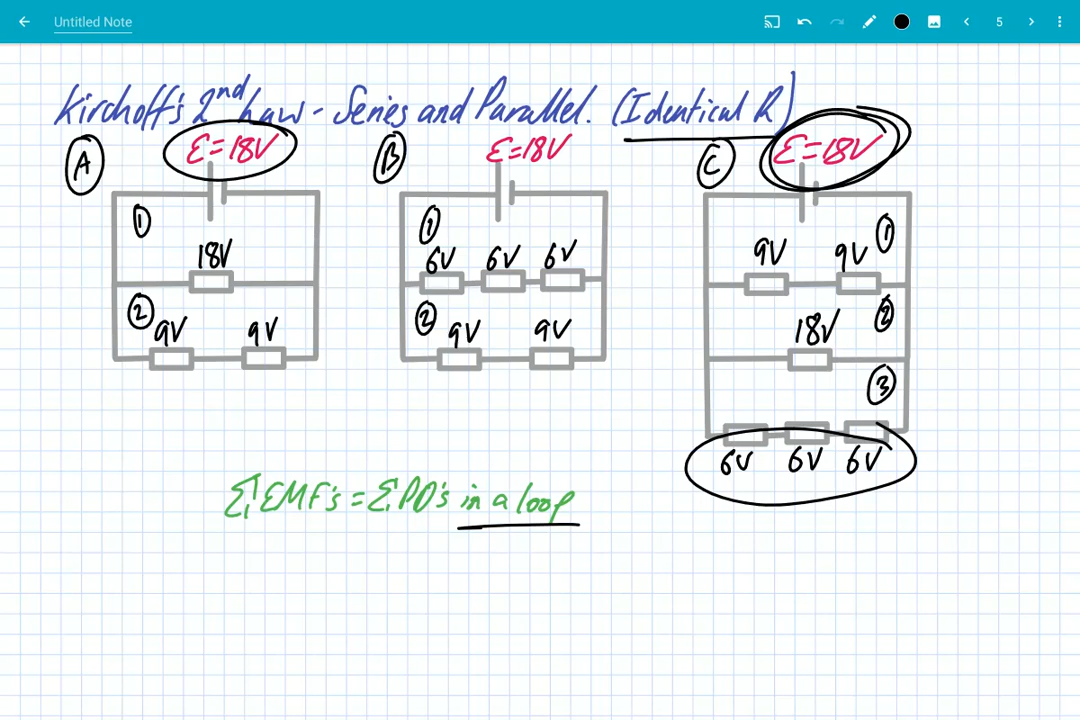 Untitled Note
5
Kirchoff's 2nd Law - Series and Parallel. (Identical R)
A
ε=18V
B
ε=18V
C
ε=18V
1
18V
2
9V 9V
1
6V 6V 6V
2
9V 9V
9V 9V 1
18V 2
3
6V 6V 6V
Σ EMF's = Σ PD's in a loop